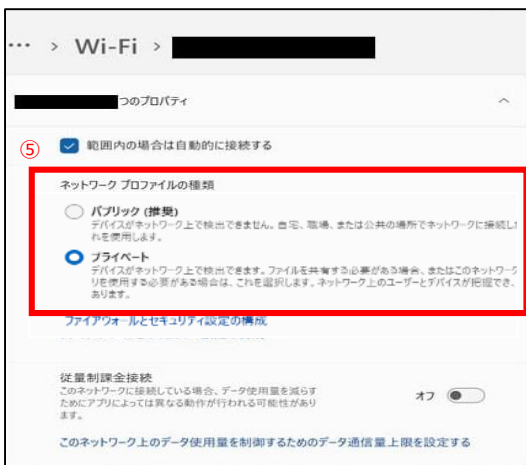 … > Wi-Fi >
つのプロパティ
⑤
範囲内の場合は自動的に接続する
ネットワーク プロファイルの種類
パブリック (推奨)
デバイスがネットワーク上で検出できません。自宅、職場、または公共の場所でネットワークに接続し
れを使用します。
プライベート
デバイスがネットワーク上で検出できます。ファイルを共有する必要がある場合、またはこのネットワーク
リを使用する必要がある場合は、これを選択します。ネットワーク上のユーザーとデバイスが把握でき、
あります。
ファイアウォールとセキュリティ設定の構成
従量制課金接続
このネットワークに接続している場合、データ使用量を減らす
ためにアプリによっては異なる動作が行われる可能性があり
ます。
オフ
このネットワーク上のデータ使用量を制御するためのデータ通信量上限を設定する